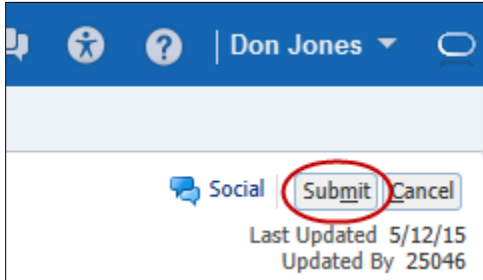 Don Jones
Social Submit Cancel
Last Updated 5/12/15
Updated By 25046